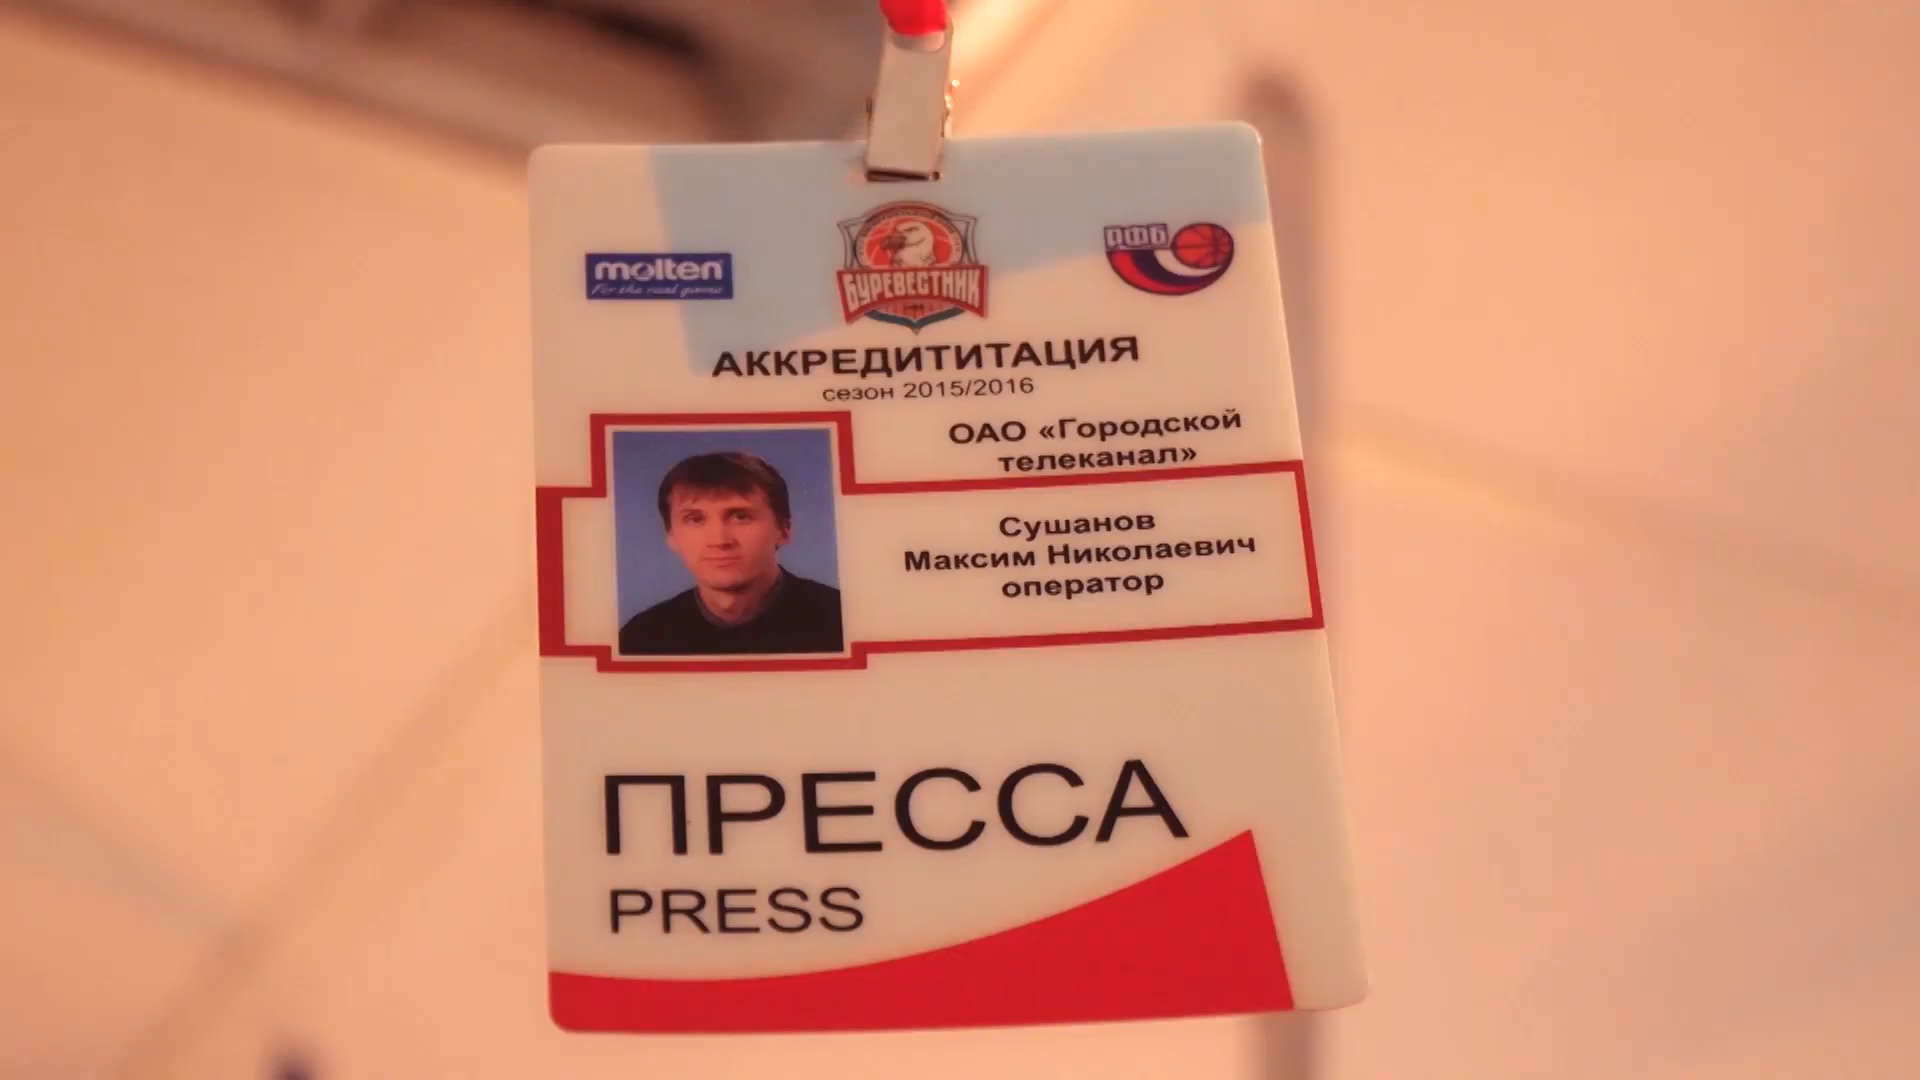 molten
For the real game
БУРЕВЕСТНИК
РФБ
АККРЕДИТИТАЦИЯ
сезон 2015/2016
ОАО «Городской
телеканал»
Сушанов
Максим Николаевич
оператор
ПРЕССА
PRESS